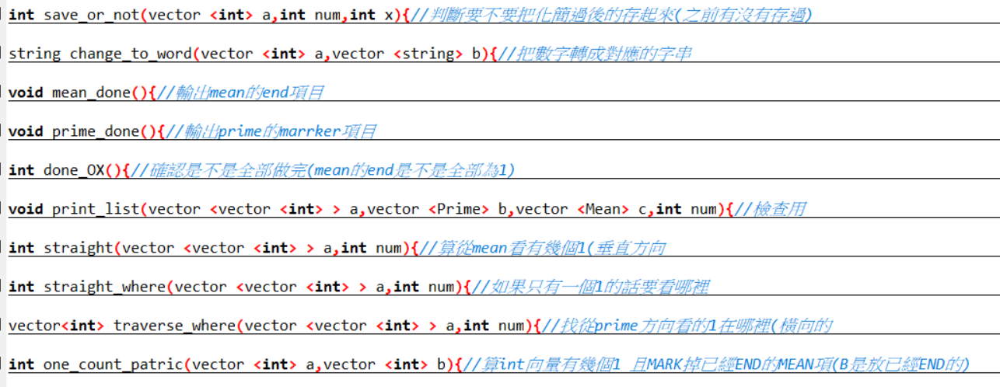 int save_or_not(vector <int> a,int num,int x){//判斷要不要把化簡過後的存起來(之前有沒有存過)
string change_to_word(vector <int> a,vector <string> b){//把數字轉成對應的字串
void mean_done(){//輸出mean的end項目
void prime_done(){//輸出prime的marrker項目
int done_OX(){//確認是不是全部做完(mean的end是不是全部為1)
void print_list(vector <vector <int> > a,vector <Prime> b,vector <Mean> c,int num){//檢查用
int straight(vector <vector <int> > a,int num){//算從mean看有幾個1(垂直方向
int straight_where(vector <vector <int> > a,int num){//如果只有一個1的話要看哪裡
vector<int> traverse_where(vector <vector <int> > a,int num){//找從prime方向看的1在哪裡(橫向的
int one_count_patric(vector <int> a,vector <int> b){//算int向量有幾個1 且MARK掉已經END的MEAN項(B是放已經END的)